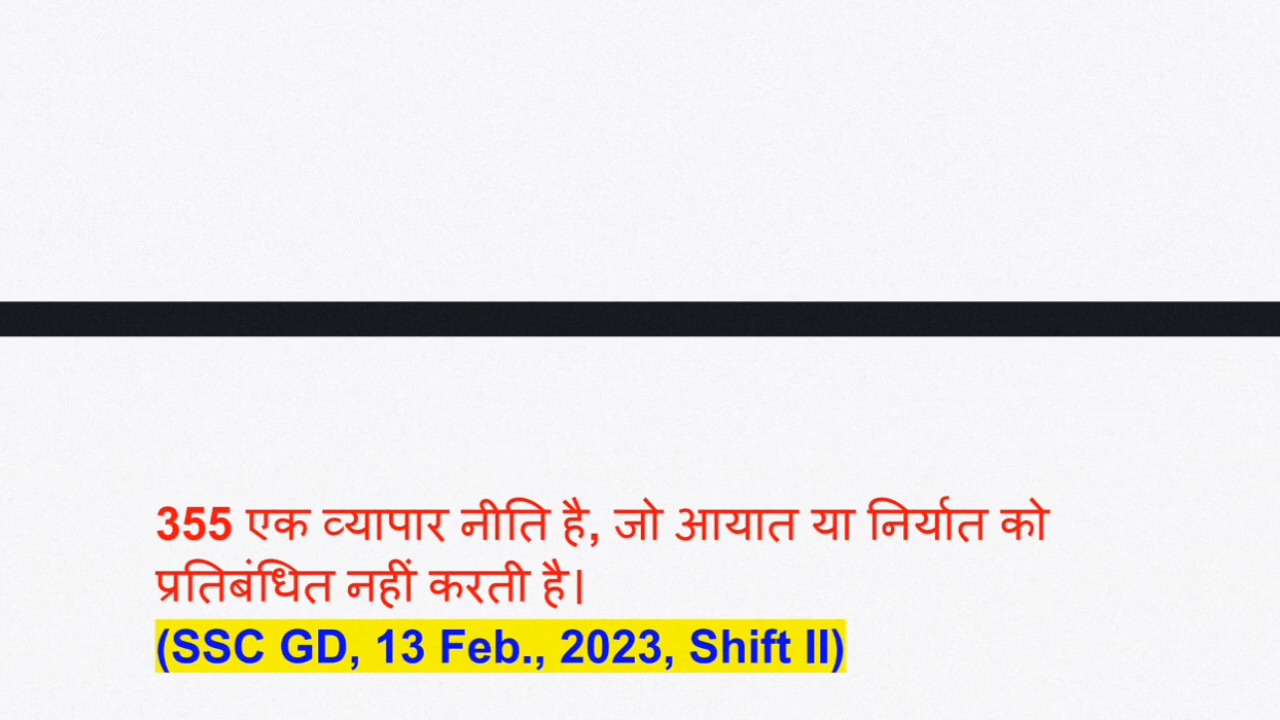 355 एक व्यापार नीति है, जो आयात या निर्यात को
प्रतिबंधित नहीं करती है।
(SSC GD, 13 Feb., 2023, Shift II)